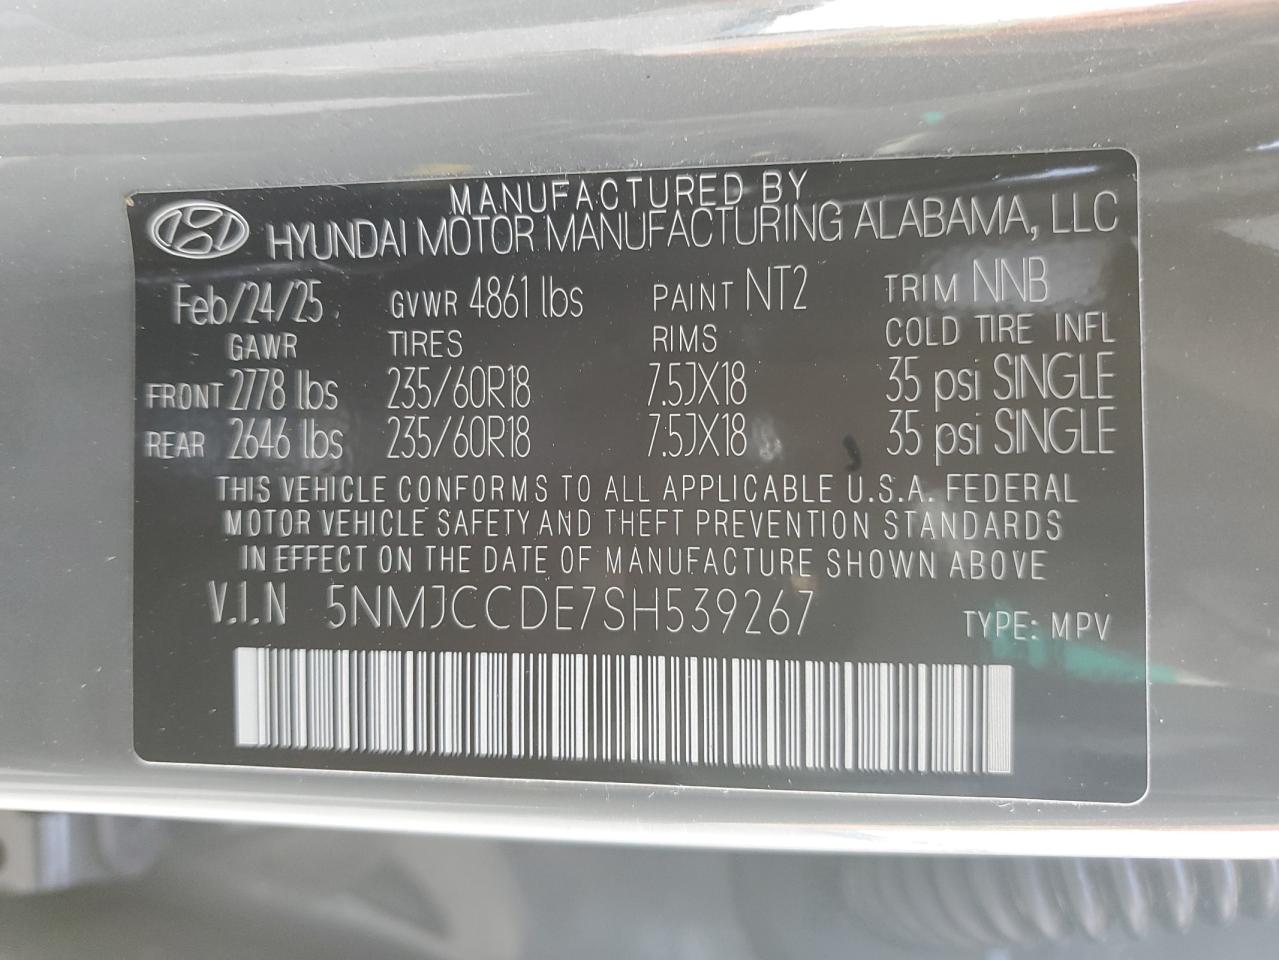 MANUFACTURED BY
HYUNDAI MOTOR MANUFACTURING ALABAMA, LLC
Feb/24/25 GVWR 4861 lbs PAINT NT2 TRIM NNB
GAWR TIRES RIMS COLD TIRE INFL
FRONT 2778 lbs 235/60R18 7.5JX18 35 psi SINGLE
REAR 2646 lbs 235/60R18 7.5JX18 35 psi SINGLE
THIS VEHICLE CONFORMS TO ALL APPLICABLE U.S.A. FEDERAL
MOTOR VEHICLE SAFETY AND THEFT PREVENTION STANDARDS
IN EFFECT ON THE DATE OF MANUFACTURE SHOWN ABOVE
V.I.N 5NMJCCDE7SH539267 TYPE: MPV